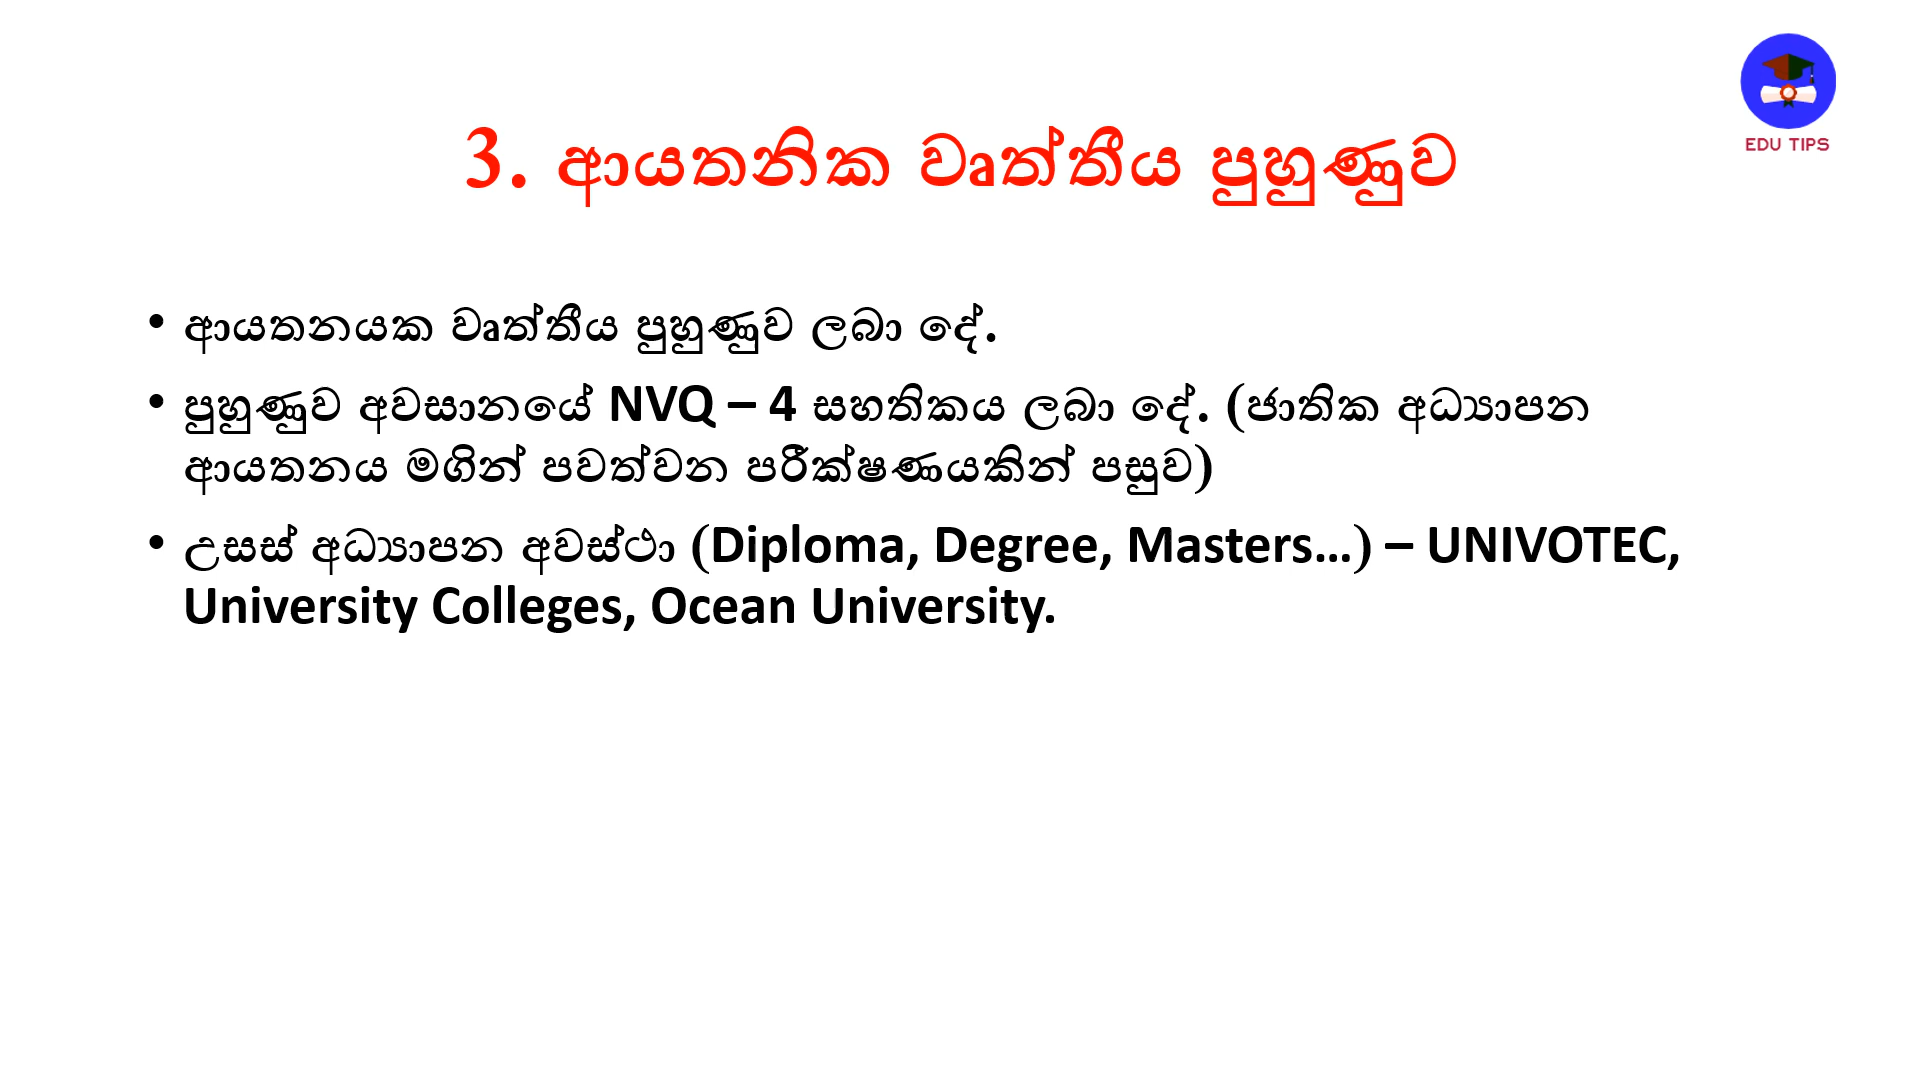 EDU TIPS
3. ආයතනික වෘත්තීය පුහුණුව
• ආයතනයක වෘත්තීය පුහුණුව ලබා දේ.
• පුහුණුව අවසානයේ NVQ – 4 සහතිකය ලබා දේ. (ජාතික අධ්‍යාපන
ආයතනය මගින් පවත්වන පරීක්ෂණයකින් පසුව)
• උසස් අධ්‍යාපන අවස්ථා (Diploma, Degree, Masters…) – UNIVOTEC,
University Colleges, Ocean University.